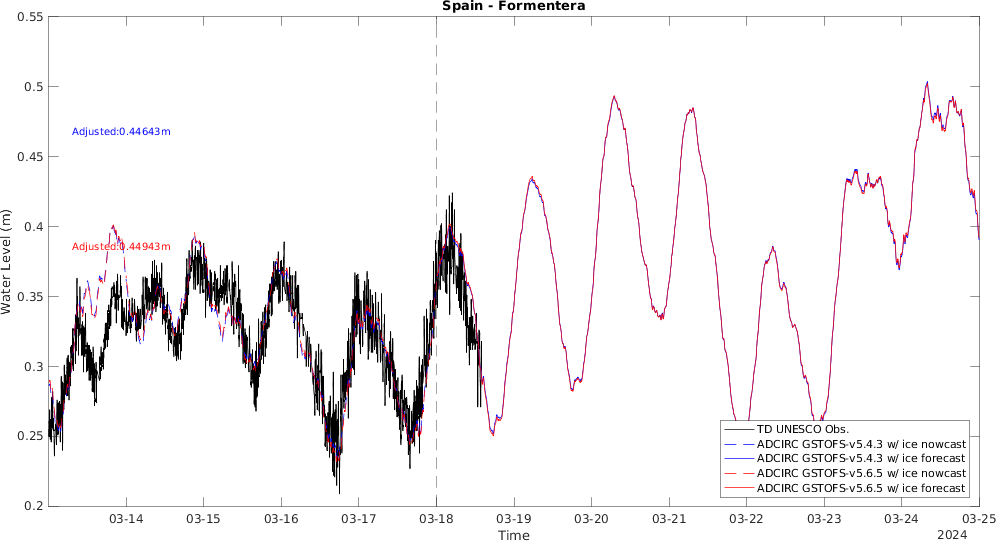 Spain - Formentera
0.55
0.5
0.45
0.4
0.35
0.3
0.25
0.2
Water Level (m)
Adjusted:0.44643m
Adjusted:0.44943m
TD UNESCO Obs.
ADCIRC GSTOFS-v5.4.3 w/ ice nowcast
ADCIRC GSTOFS-v5.4.3 w/ ice forecast
ADCIRC GSTOFS-v5.6.5 w/ ice nowcast
ADCIRC GSTOFS-v5.6.5 w/ ice forecast
03-14 03-15 03-16 03-17 03-18 03-19 03-20 03-21 03-22 03-23 03-24 03-25
Time
2024